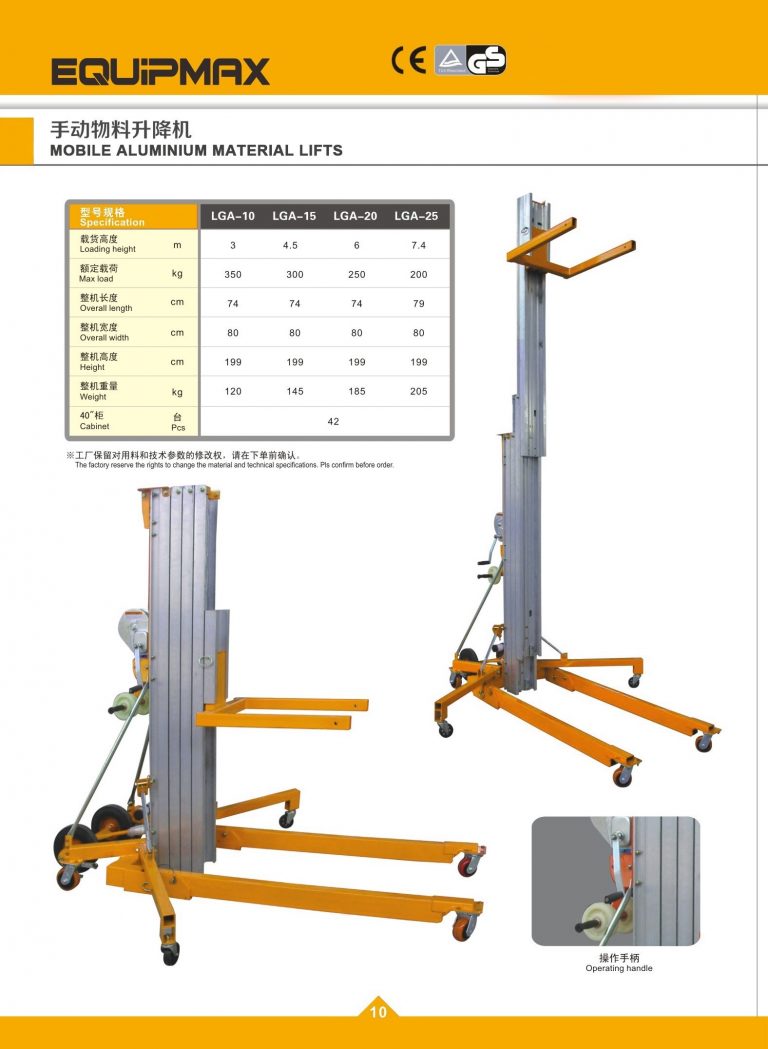 EQUIPMAX
CE
GS
手动物料升降机
MOBILE ALUMINIUM MATERIAL LIFTS
型号规格 LGA-10 LGA-15 LGA-20 LGA-25
Specification
载货高度 m 3 4.5 6 7.4
Loading height
额定载荷 kg 350 300 250 200
Max load
整机长度 cm 74 74 74 79
Overall length
整机宽度 cm 80 80 80 80
Overall width
整机高度 cm 199 199 199 199
Height
整机重量 kg 120 145 185 205
Weight
40″柜 台 42
Cabinet Pcs
※工厂保留对用料和技术参数的修改权，请在下单前确认。
The factory reserve the rights to change the material and technical specifications. Pls confirm before order.
操作手柄
Operating handle
10